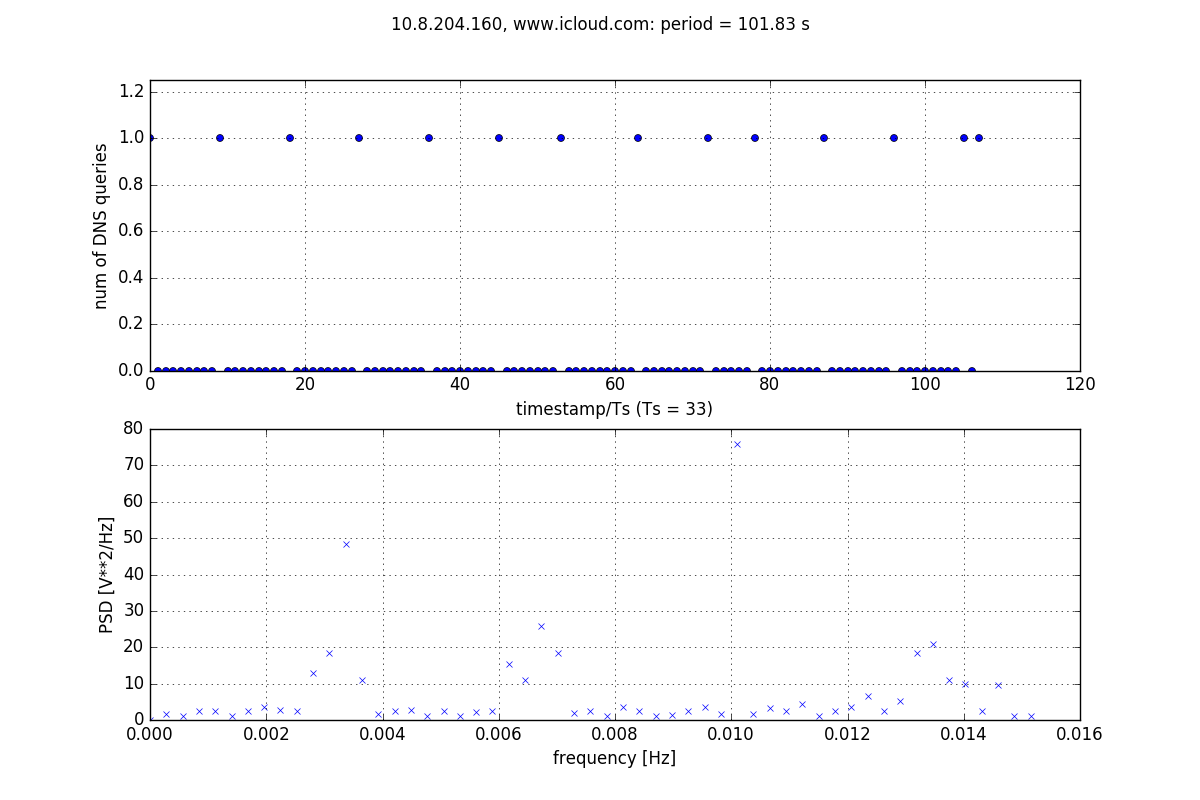 10.8.204.160, www.icloud.com: period = 101.83 s
num of DNS queries
1.2
1.0
0.8
0.6
0.4
0.2
0.0
0 20 40 60 80 100 120
timestamp/Ts (Ts = 33)
PSD [V**2/Hz]
80
70
60
50
40
30
20
10
0
0.000 0.002 0.004 0.006 0.008 0.010 0.012 0.014 0.016
frequency [Hz]